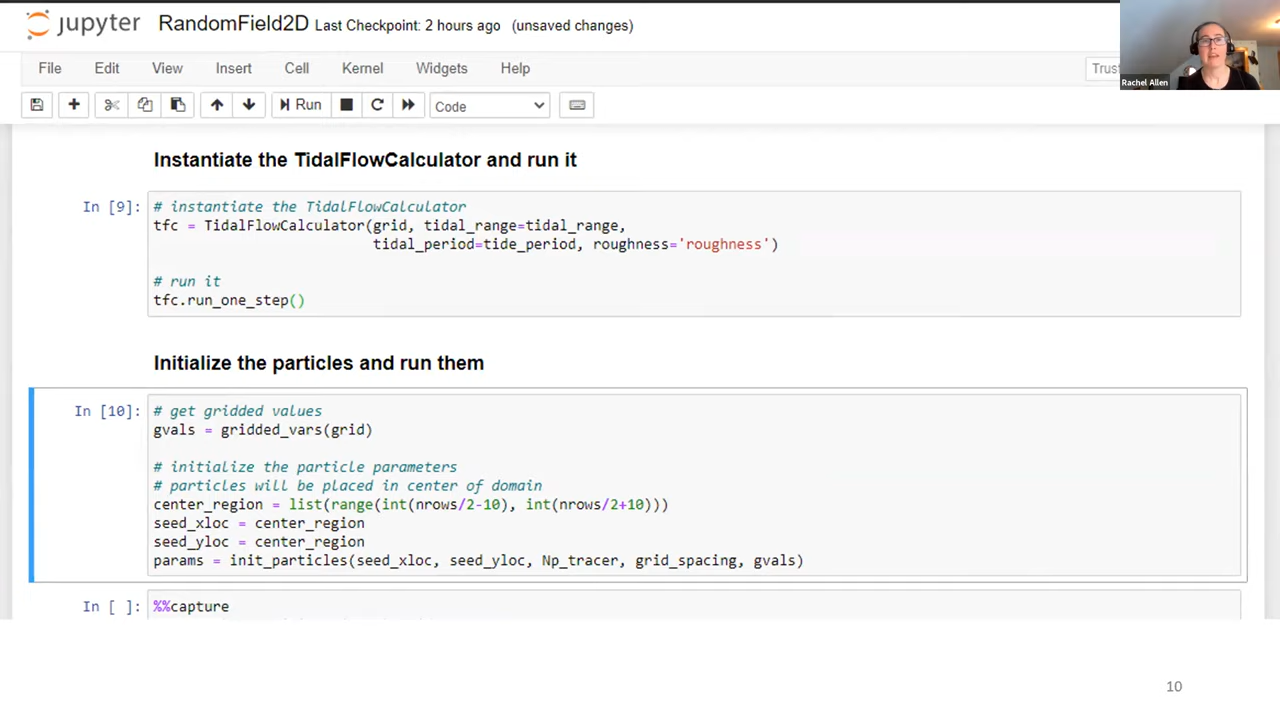 jupyter RandomField2D Last Checkpoint: 2 hours ago (unsaved changes)
File Edit View Insert Cell Kernel Widgets Help
Trus
Rachel Allen
Run
Code
Instantiate the TidalFlowCalculator and run it
In [9]:
# instantiate the TidalFlowCalculator
tfc = TidalFlowCalculator(grid, tidal_range=tidal_range,
tidal_period=tide_period, roughness='roughness')
# run it
tfc.run_one_step()
Initialize the particles and run them
In [10]:
# get gridded values
gvals = gridded_vars(grid)
# initialize the particle parameters
# particles will be placed in center of domain
center_region = list(range(int(nrows/2-10), int(nrows/2+10)))
seed_xloc = center_region
seed_yloc = center_region
params = init_particles(seed_xloc, seed_yloc, Np_tracer, grid_spacing, gvals)
In [ ]:
%%capture
10